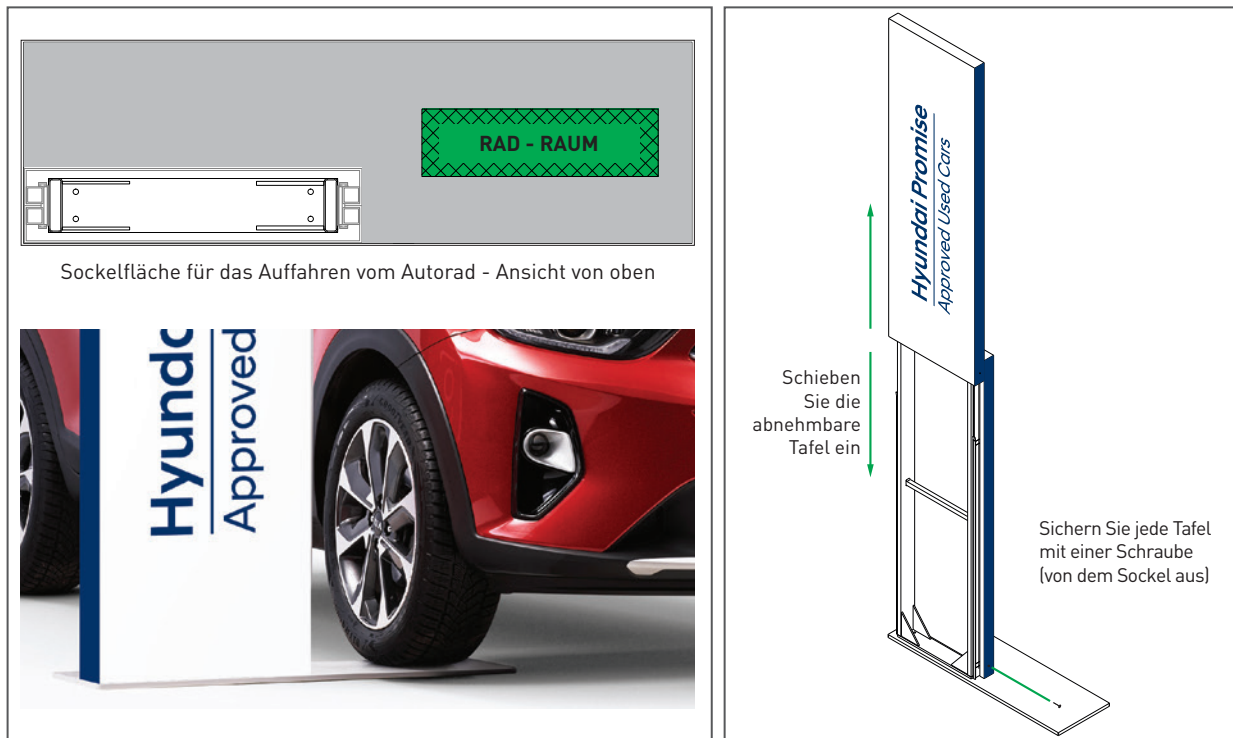 RAD - RAUM
Sockelfläche für das Auffahren vom Autorad - Ansicht von oben
Hyunda
Approved
Hyundai Promise
Approved Used Cars
Schieben
Sie die
abnehmbare
Tafel ein
Sichern Sie jede Tafel
mit einer Schraube
(von dem Sockel aus)